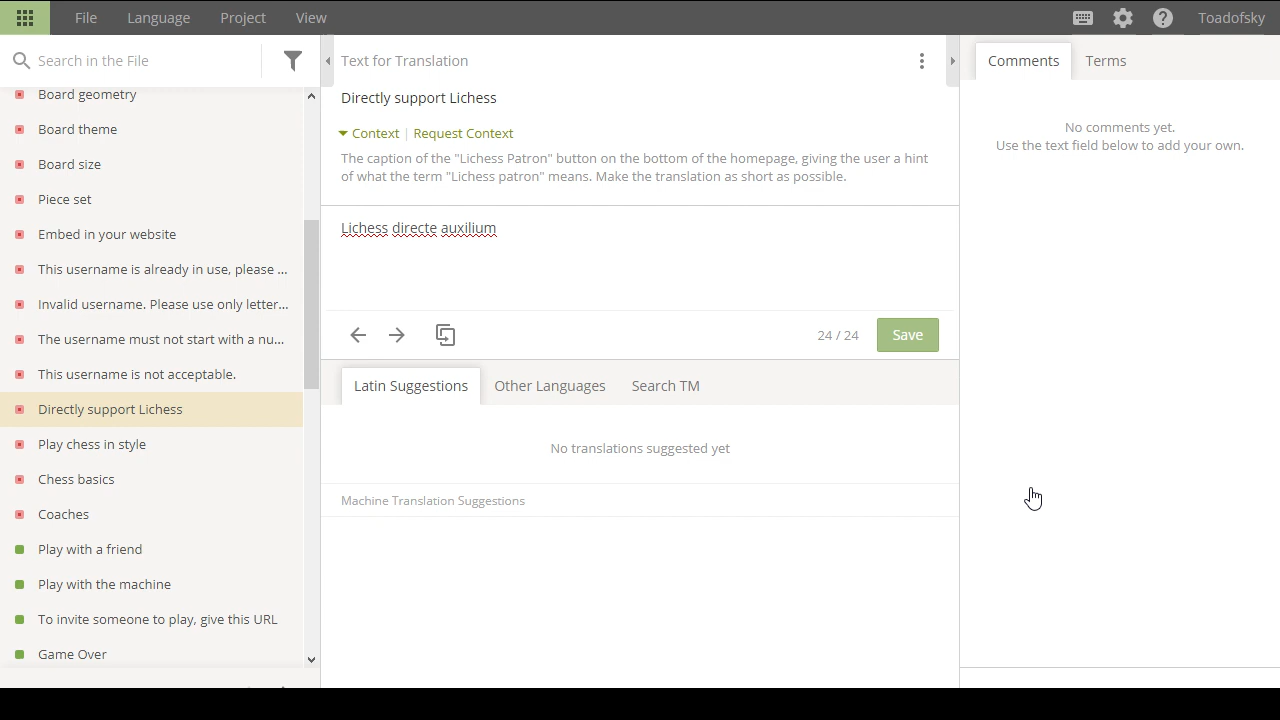 File Language Project View Toadofsky
Search in the File
Board geometry
Board theme
Board size
Piece set
Embed in your website
This username is already in use, please ...
Invalid username. Please use only letter...
The username must not start with a nu...
This username is not acceptable.
Directly support Lichess
Play chess in style
Chess basics
Coaches
Play with a friend
Play with the machine
To invite someone to play, give this URL
Game Over
Text for Translation
Directly support Lichess
Context | Request Context
The caption of the "Lichess Patron" button on the bottom of the homepage, giving the user a hint
of what the term "Lichess patron" means. Make the translation as short as possible.
Lichess directe auxilium
24 / 24 Save
Latin Suggestions Other Languages Search TM
No translations suggested yet
Machine Translation Suggestions
Comments Terms
No comments yet.
Use the text field below to add your own.